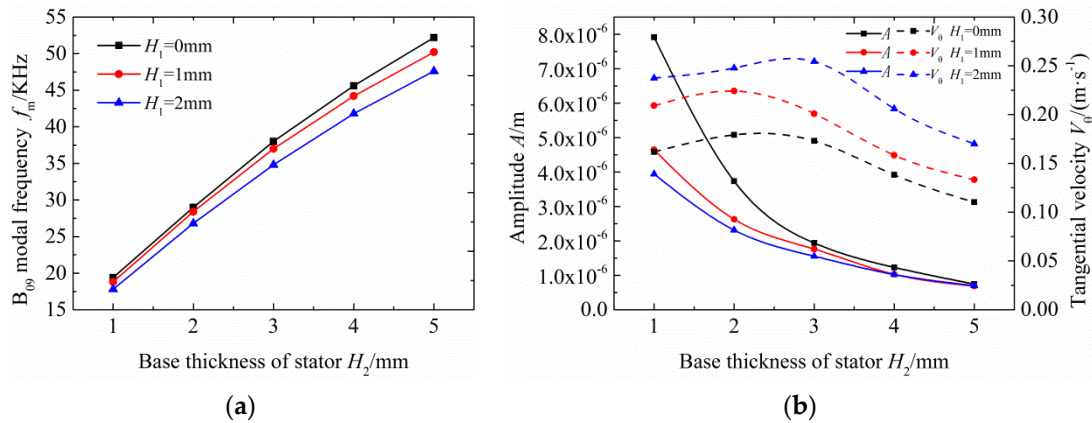 H₁=0mm
H₁=1mm
H₁=2mm
B₀₉ modal frequency fₘ/KHz
50
45
40
35
30
25
20
15
1 2 3 4 5
Base thickness of stator H₂/mm
(a)
A Vθ H₁=0mm
A Vθ H₁=1mm
A Vθ H₁=2mm
Amplitude A/m
8.0x10⁻⁶
7.0x10⁻⁶
6.0x10⁻⁶
5.0x10⁻⁶
4.0x10⁻⁶
3.0x10⁻⁶
2.0x10⁻⁶
1.0x10⁻⁶
0.0
1 2 3 4 5
Base thickness of stator H₂/mm
0.30
0.25
0.20
0.15
0.10
0.05
0.00
Tangential velocity Vθ/(m·s⁻¹)
(b)